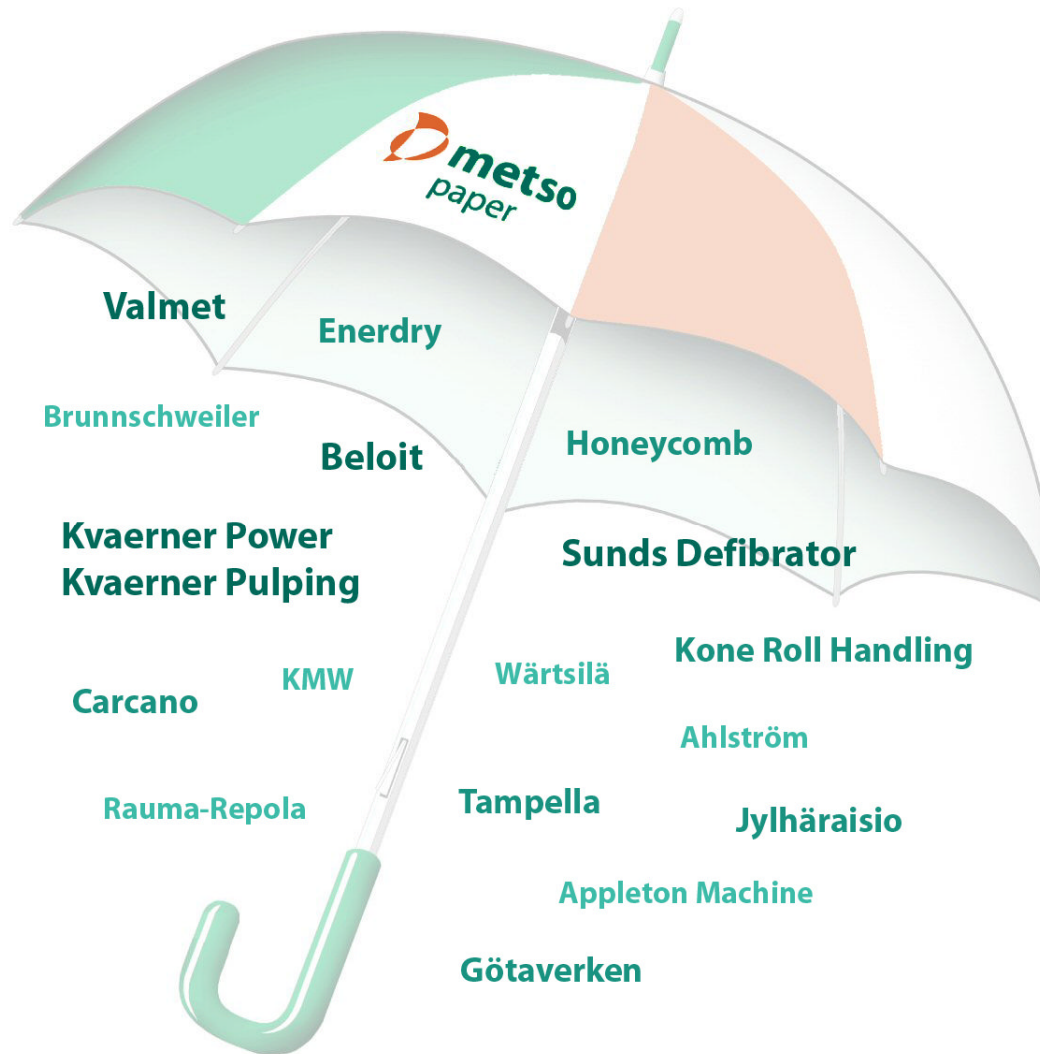 metso
paper
Valmet
Enerdry
Brunnschweiler
Beloit
Honeycomb
Kvaerner Power
Kvaerner Pulping
Sunds Defibrator
Kone Roll Handling
Wärtsilä
KMW
Carcano
Ahlström
Tampella
Rauma-Repola
Jylhäraisio
Appleton Machine
Götaverken